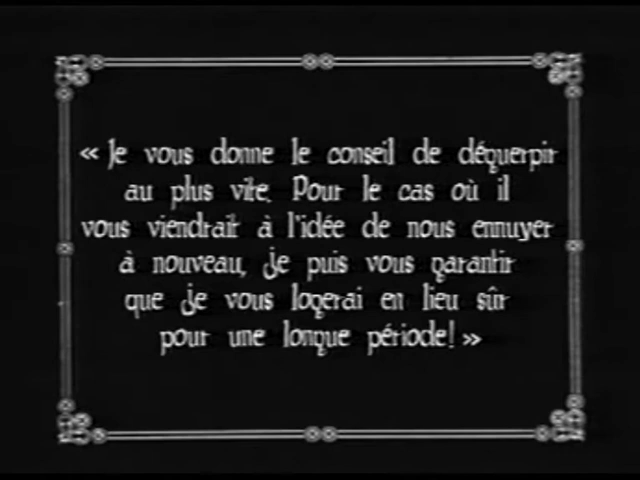 « Je vous donne le conseil de déguerpir
au plus vite. Pour le cas où il
vous viendrait à l'idée de nous ennuyer
à nouveau, je puis vous garantir
que je vous logerai en lieu sûr
pour une longue période! »